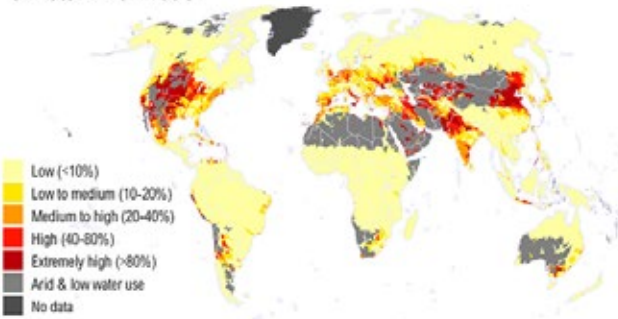 Low (<10%)
Low to medium (10-20%)
Medium to high (20-40%)
High (40-80%)
Extremely high (>80%)
Arid & low water use
No data